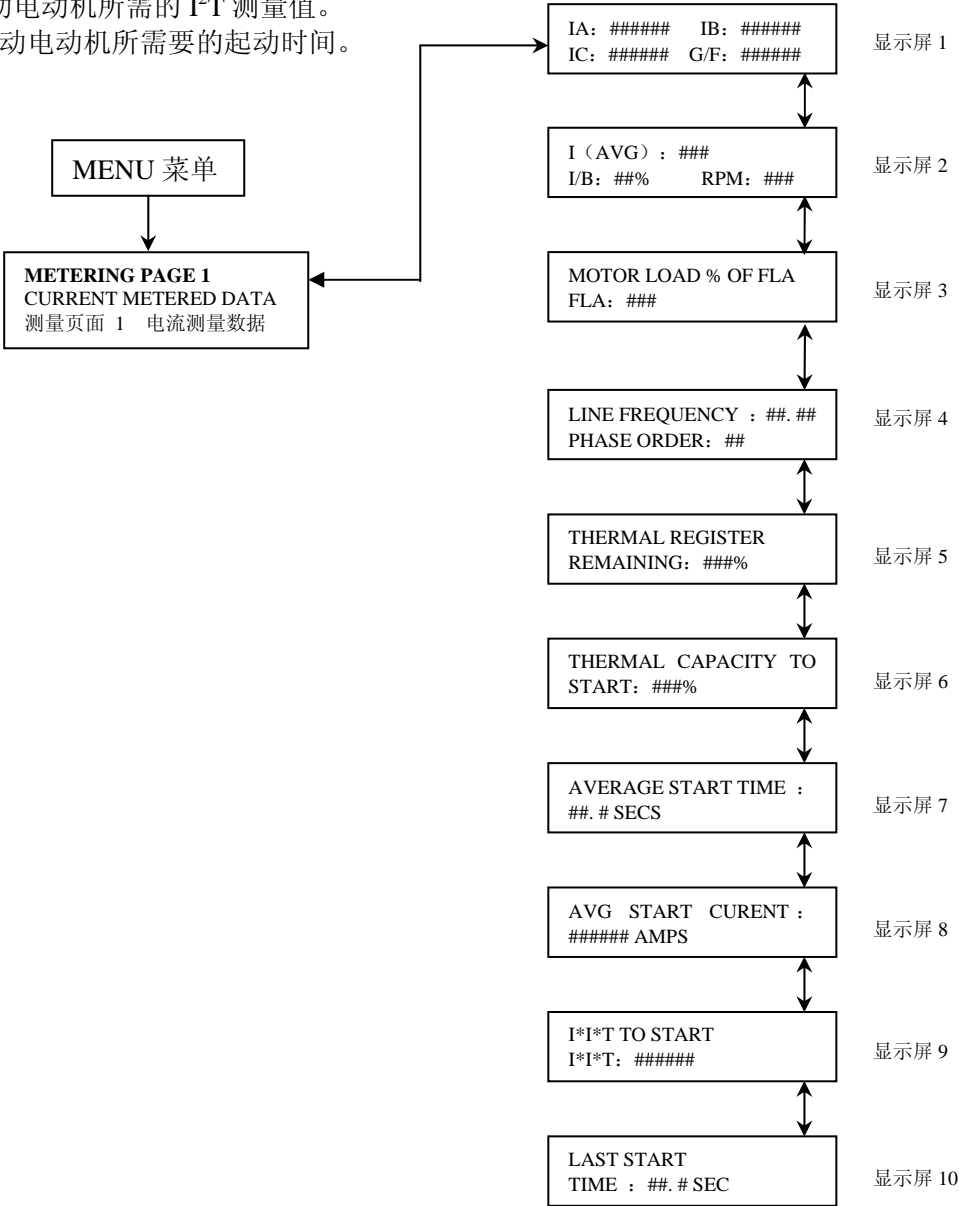 动电动机所需的 I²T 测量值。
动电动机所需要的起动时间。
MENU 菜单
METERING PAGE 1
CURRENT METERED DATA
测量页面 1 电流测量数据
IA：###### IB：######
IC：###### G/F：######
显示屏 1
I（AVG）：###
I/B：##% RPM：###
显示屏 2
MOTOR LOAD % OF FLA
FLA：###
显示屏 3
LINE FREQUENCY ：##. ##
PHASE ORDER：##
显示屏 4
THERMAL REGISTER
REMAINING：###%
显示屏 5
THERMAL CAPACITY TO
START：###%
显示屏 6
AVERAGE START TIME ：
##. # SECS
显示屏 7
AVG START CURENT：
###### AMPS
显示屏 8
I*I*T TO START
I*I*T：######
显示屏 9
LAST START
TIME ：##. # SEC
显示屏 10